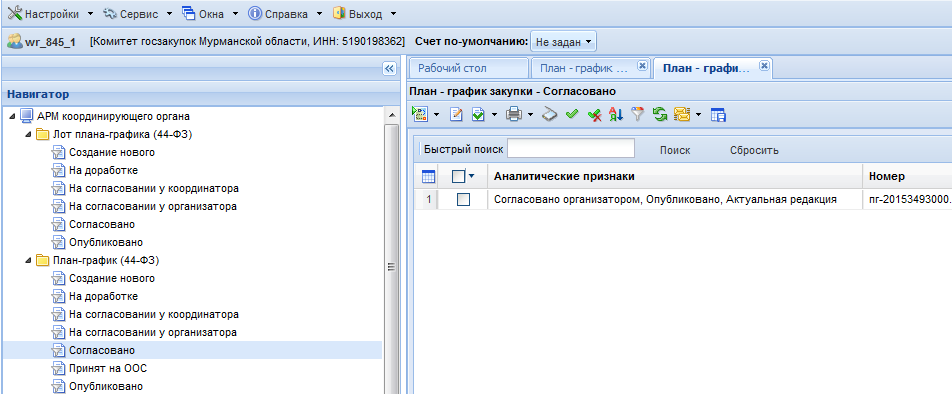 Настройки Сервис Окна Справка Выход
wr_845_1 [Комитет госзакупок Мурманской области, ИНН: 5190198362] Счет по-умолчанию: Не задан
Рабочий стол План - график ... План - графи...
Навигатор
План - график закупки - Согласовано
АРМ координирующего органа
Лот плана-графика (44-ФЗ)
Создание нового
На доработке
На согласовании у координатора
На согласовании у организатора
Согласовано
Опубликовано
План-график (44-ФЗ)
Создание нового
На доработке
На согласовании у координатора
На согласовании у организатора
Согласовано
Принят на ООС
Опубликовано
Быстрый поиск Поиск Сбросить
Аналитические признаки Номер
1 Согласовано организатором, Опубликовано, Актуальная редакция пг-20153493000.